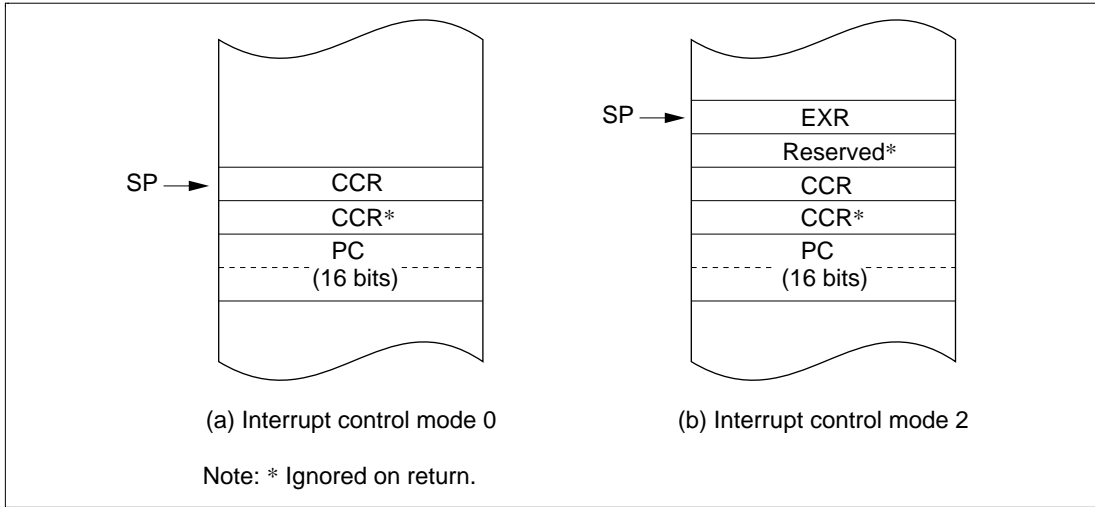 SP
CCR
CCR*
PC
(16 bits)
(a) Interrupt control mode 0
SP
EXR
Reserved*
CCR
CCR*
PC
(16 bits)
(b) Interrupt control mode 2
Note: * Ignored on return.